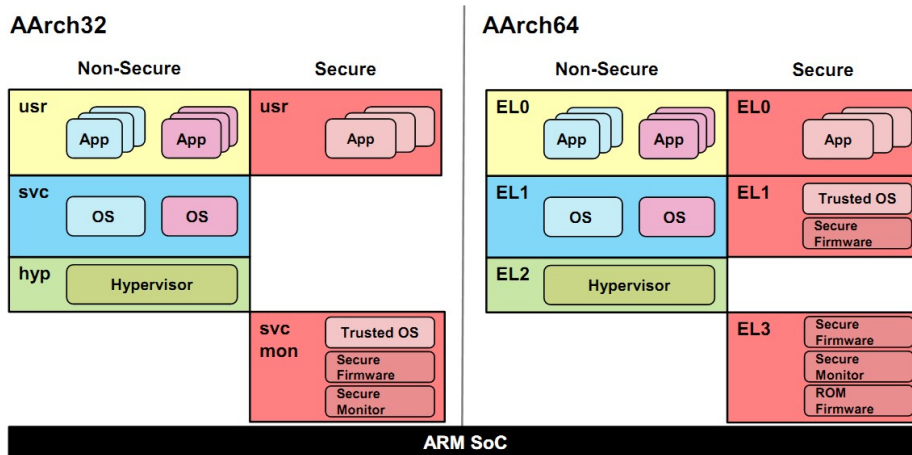 AArch32
Non-Secure
Secure
usr
App
App
usr
App
svc
OS
OS
hyp
Hypervisor
svc
mon
Trusted OS
Secure
Firmware
Secure
Monitor
AArch64
Non-Secure
Secure
EL0
App
App
EL0
App
EL1
OS
OS
EL1
Trusted OS
Secure
Firmware
EL2
Hypervisor
EL3
Secure
Firmware
Secure
Monitor
ROM
Firmware
ARM SoC